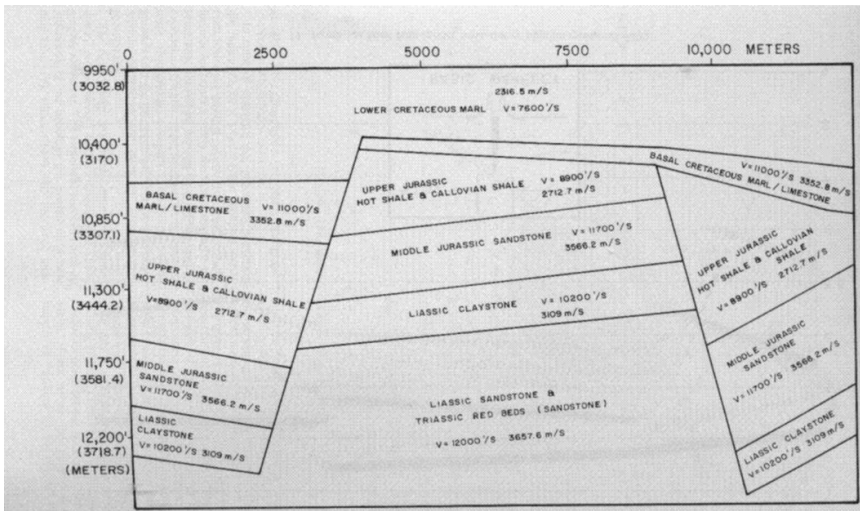 0 2500 5000 7500 10,000 METERS
9950'
(3032.8)
10,400'
(3170)
10,850'
(3307.1)
11,300'
(3444.2)
11,750'
(3581.4)
12,200'
(3718.7)
(METERS)
2316.5 m/S
LOWER CRETACEOUS MARL V=7600'/S
BASAL CRETACEOUS V = 11000'/S
MARL/LIMESTONE 3352.8 m/S
UPPER JURASSIC
HOT SHALE & CALLOVIAN SHALE
V=8900'/S 2712.7 m/S
MIDDLE JURASSIC
SANDSTONE
V=11700'/S 3566.2 m/S
LIASSIC
CLAYSTONE
V=10200'/S 3109 m/S
UPPER JURASSIC V = 8900'/S
HOT SHALE & CALLOVIAN SHALE 2712.7 m/S
MIDDLE JURASSIC SANDSTONE V = 11700'/S
3566.2 m/S
LIASSIC CLAYSTONE V = 10200'/S
3109 m/S
LIASSIC SANDSTONE &
TRIASSIC RED BEDS (SANDSTONE)
V = 12000'/S 3657.6 m/S
V=11000'/S 3352.8 m/S
BASAL CRETACEOUS MARL/LIMESTONE
UPPER JURASSIC
HOT SHALE & CALLOVIAN
SHALE
V=8900'/S 2712.7 m/S
MIDDLE JURASSIC
SANDSTONE
V=11700'/S 3566.2 m/S
LIASSIC CLAYSTONE
V=10200'/S 3109 m/S